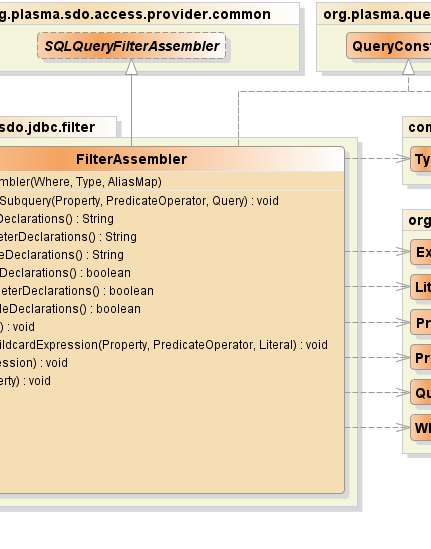 g.plasma.sdo.access.provider.common
org.plasma.que
SQLQueryFilterAssembler
QueryCons
sdo.jdbc.filter
com
FilterAssembler
Ty
mbler(Where, Type, AliasMap)
Subquery(Property, PredicateOperator, Query) : void
Declarations() : String
org
eterDeclarations() : String
eDeclarations() : String
Ex
Declarations() : boolean
eterDeclarations() : boolean
Lit
leDeclarations() : boolean
) : void
Pr
ildcardExpression(Property, PredicateOperator, Literal) : void
ession) : void
Pr
erty) : void
Qu
Wh